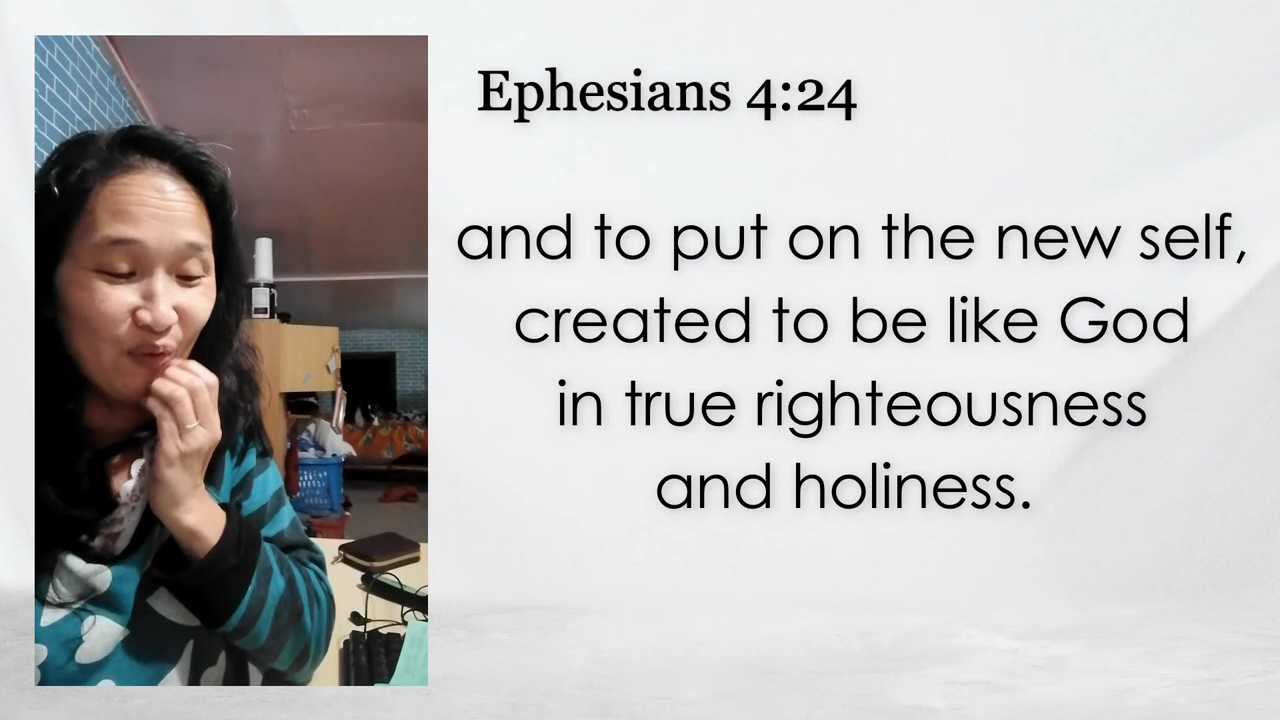 Ephesians 4:24
and to put on the new self,
created to be like God
in true righteousness
and holiness.